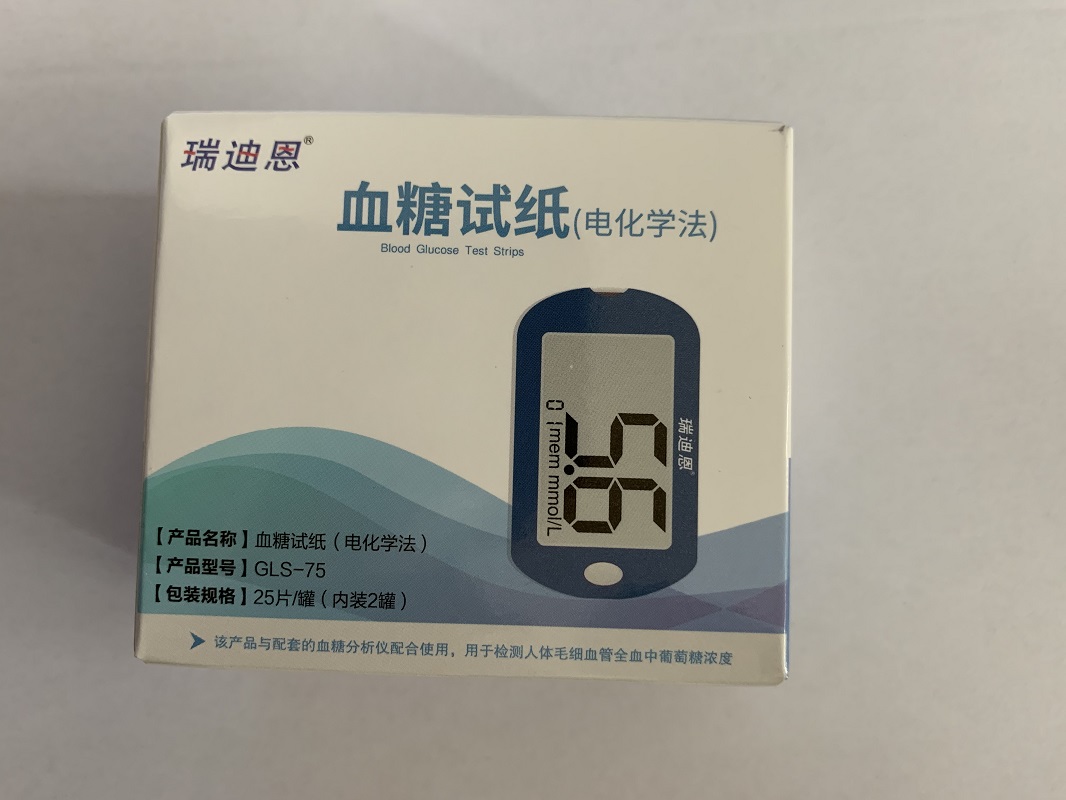 瑞迪恩®
血糖试纸(电化学法)
Blood Glucose Test Strips
瑞迪恩®
5.6
0 mem mmol/L
【产品名称】血糖试纸（电化学法）
【产品型号】GLS-75
【包装规格】25片/罐（内装2罐）
该产品与配套的血糖分析仪配合使用，用于检测人体毛细血管全血中葡萄糖浓度